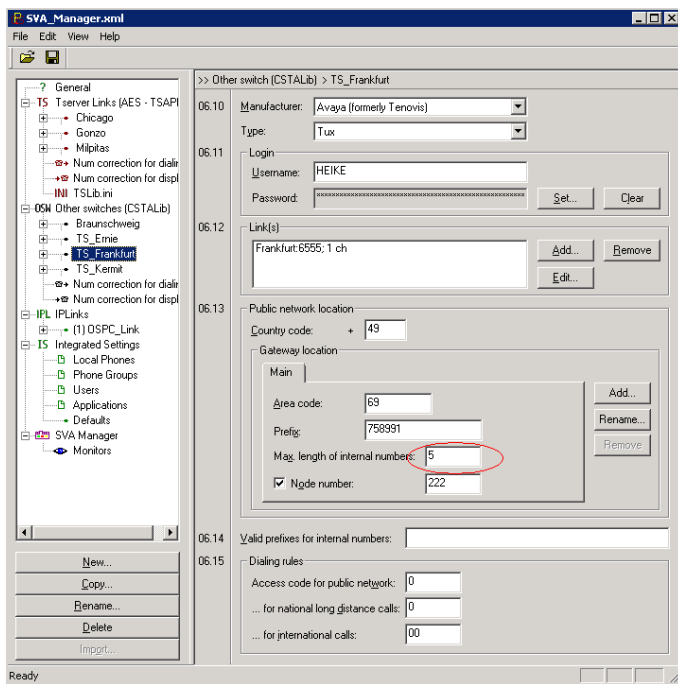 SVA_Manager.xml
File Edit View Help
>> Other switch (CSTALib) > TS_Frankfurt
? General
TS Tserver Links (AES - TSAPI
Chicago
Gonzo
Milpitas
Num correction for dialin
Num correction for displ
INI TSLib.ini
OSW Other switches (CSTALib)
Braunschweig
TS_Ernie
TS_Frankfurt
TS_Kermit
Num correction for dialin
Num correction for displ
IPL IPLinks
(1) OSPC_Link
IS Integrated Settings
Local Phones
Phone Groups
Users
Applications
Defaults
SVA Manager
Monitors
New...
Copy...
Rename...
Delete
Import...
06.10 Manufacturer: Avaya (formerly Tenovis)
Type: Tux
06.11 Login
Username: HEIKE
Password: Set... Clear
06.12 Link(s)
Frankfurt:6555; 1 ch Add... Remove
Edit...
06.13 Public network location
Country code: + 49
Gateway location
Main
Add...
Area code: 69
Rename...
Prefix: 758991
Remove
Max. length of internal numbers: 5
Node number: 222
06.14 Valid prefixes for internal numbers:
06.15 Dialing rules
Access code for public network: 0
... for national long distance calls: 0
... for international calls: 00
Ready